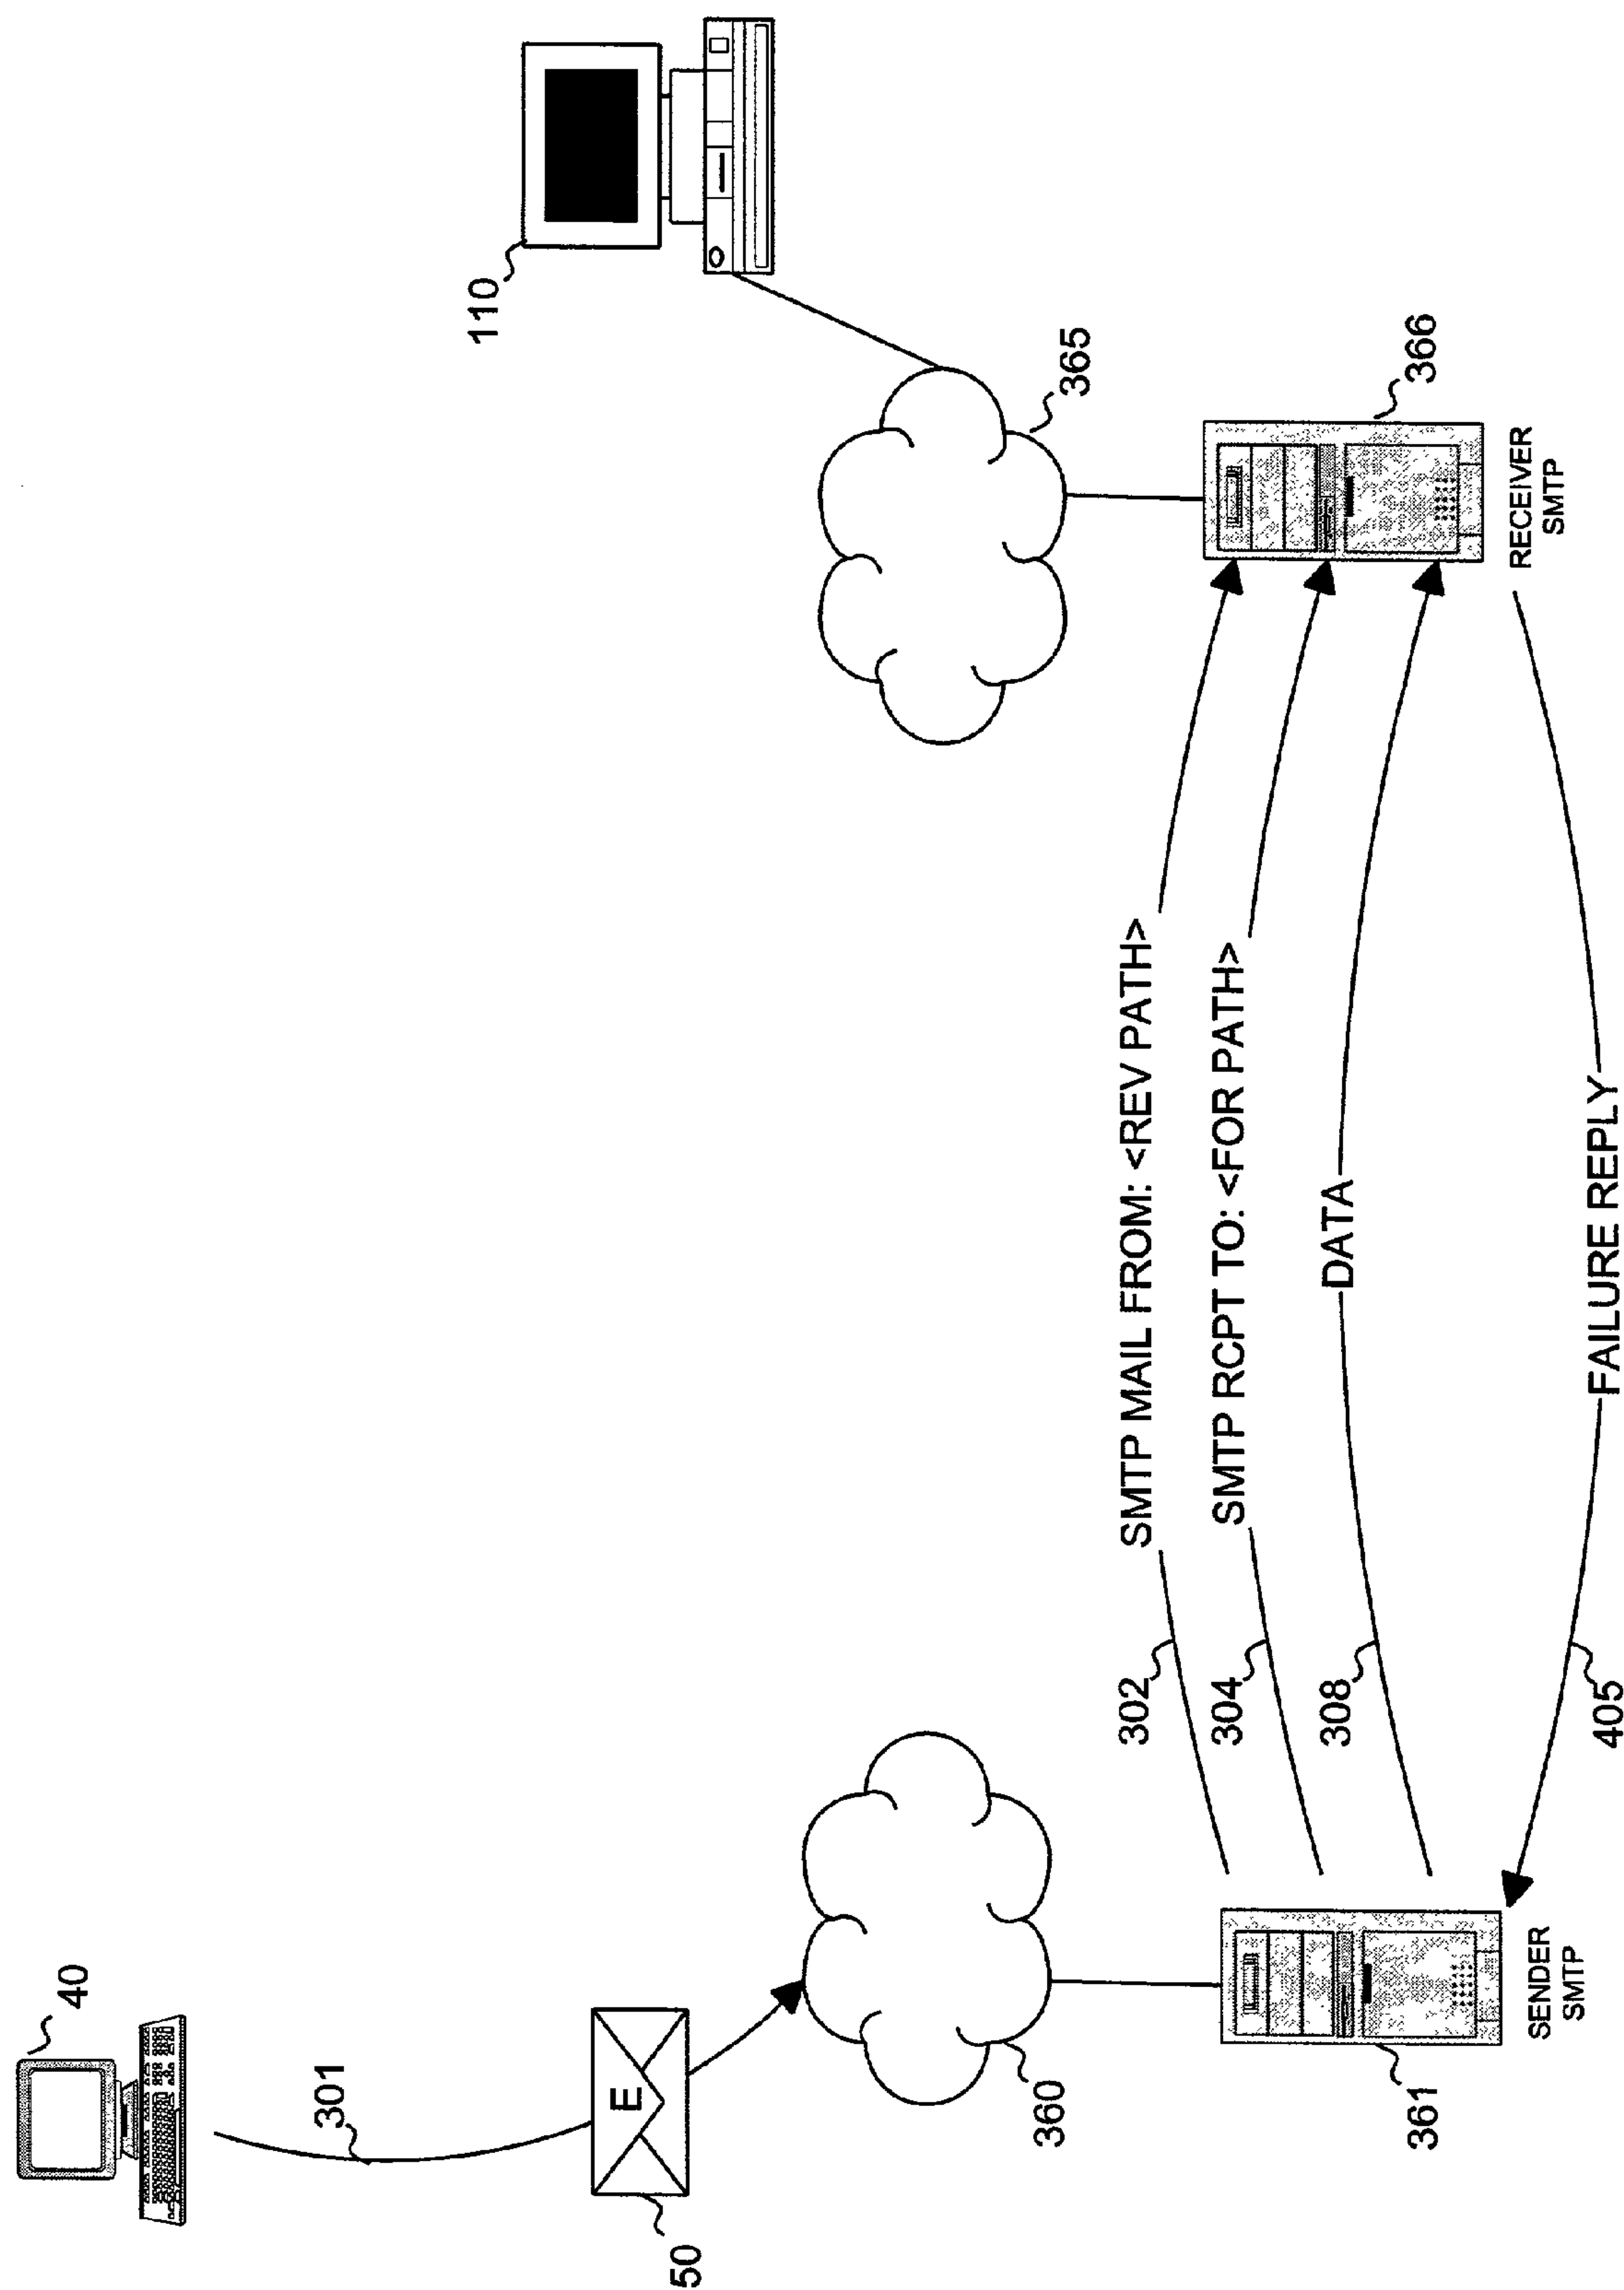 40
110
301
E
50
360
365
SMTP MAIL FROM: <REV PATH>
302
SMTP RCPT TO: <FOR PATH>
304
DATA
308
361
366
SENDER
SMTP
RECEIVER
SMTP
405
FAILURE REPLY